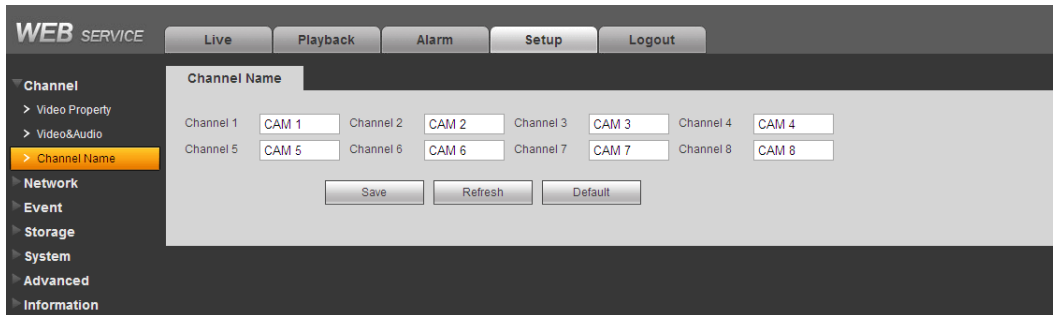 WEB SERVICE
Live Playback Alarm Setup Logout
Channel
> Video Property
> Video&Audio
> Channel Name
Network
Event
Storage
System
Advanced
Information
Channel Name
Channel 1 CAM 1 Channel 2 CAM 2 Channel 3 CAM 3 Channel 4 CAM 4
Channel 5 CAM 5 Channel 6 CAM 6 Channel 7 CAM 7 Channel 8 CAM 8
Save Refresh Default